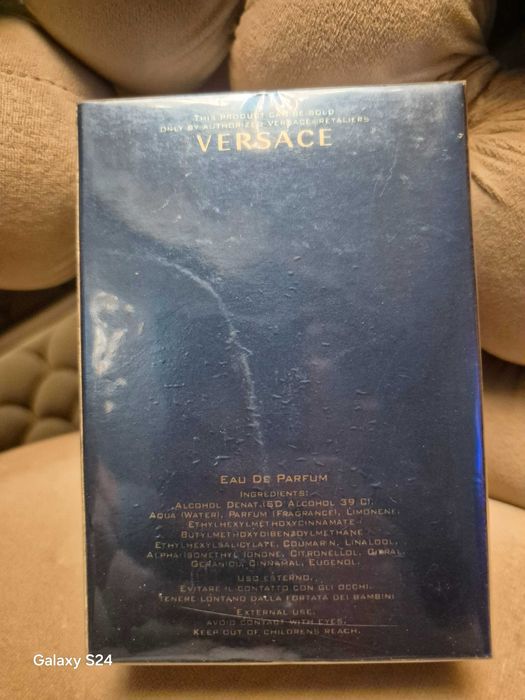 THIS PRODUCT CAN BE SOLD
ONLY BY AUTHORIZED VERSACE RETALIERS
VERSACE
EAU DE PARFUM
INGREDIENTS:
ALCOHOL DENAT.(SD ALCOHOL 39 C),
AQUA (WATER), PARFUM (FRAGRANCE), LIMONENE,
ETHYLHEXYLMETHOXYCINNAMATE
BUTYLMETHOXYDIBENZOYLMETHANE
ETHYLHEXYLSALICYLATE, COUMARIN, LINALOOL,
ALPHA ISOMETHYL IONONE, CITRONELLOL,
CINNAMAL, EUGENOL.
USO ESTERNO.
EVITARE IL CONTATTO CON GLI OCCHI.
TENERE LONTANO DALLA PORTATA DEI BAMBINI
EXTERNAL USE.
AVOID CONTACT WITH EYES.
KEEP OUT OF CHILDRENS REACH.
Galaxy S24